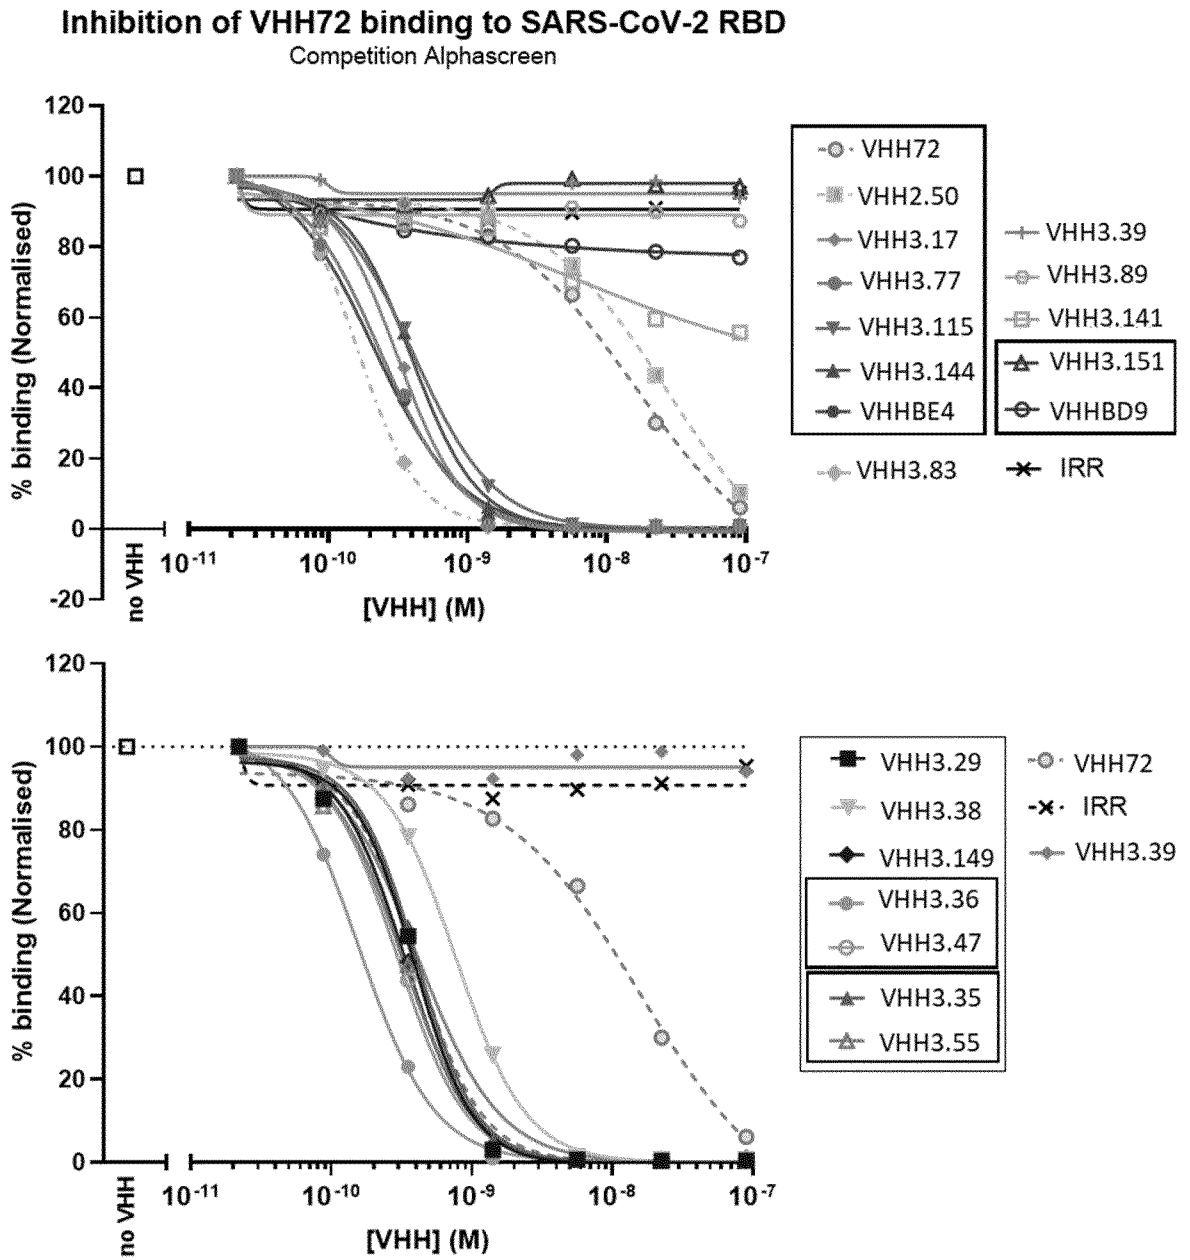 Inhibition of VHH72 binding to SARS-CoV-2 RBD
Competition Alphascreen
% binding (Normalised)
120
100
80
60
40
20
0
-20
no VHH
10-11
10-10
10-9
10-8
10-7
[VHH] (M)
VHH72
VHH2.50
VHH3.17
VHH3.77
VHH3.115
VHH3.144
VHHBE4
VHH3.83
VHH3.39
VHH3.89
VHH3.141
VHH3.151
VHHBD9
IRR
% binding (Normalised)
120
100
80
60
40
20
0
no VHH
10-11
10-10
10-9
10-8
10-7
[VHH] (M)
VHH3.29
VHH3.38
VHH3.149
VHH3.36
VHH3.47
VHH3.35
VHH3.55
VHH72
IRR
VHH3.39